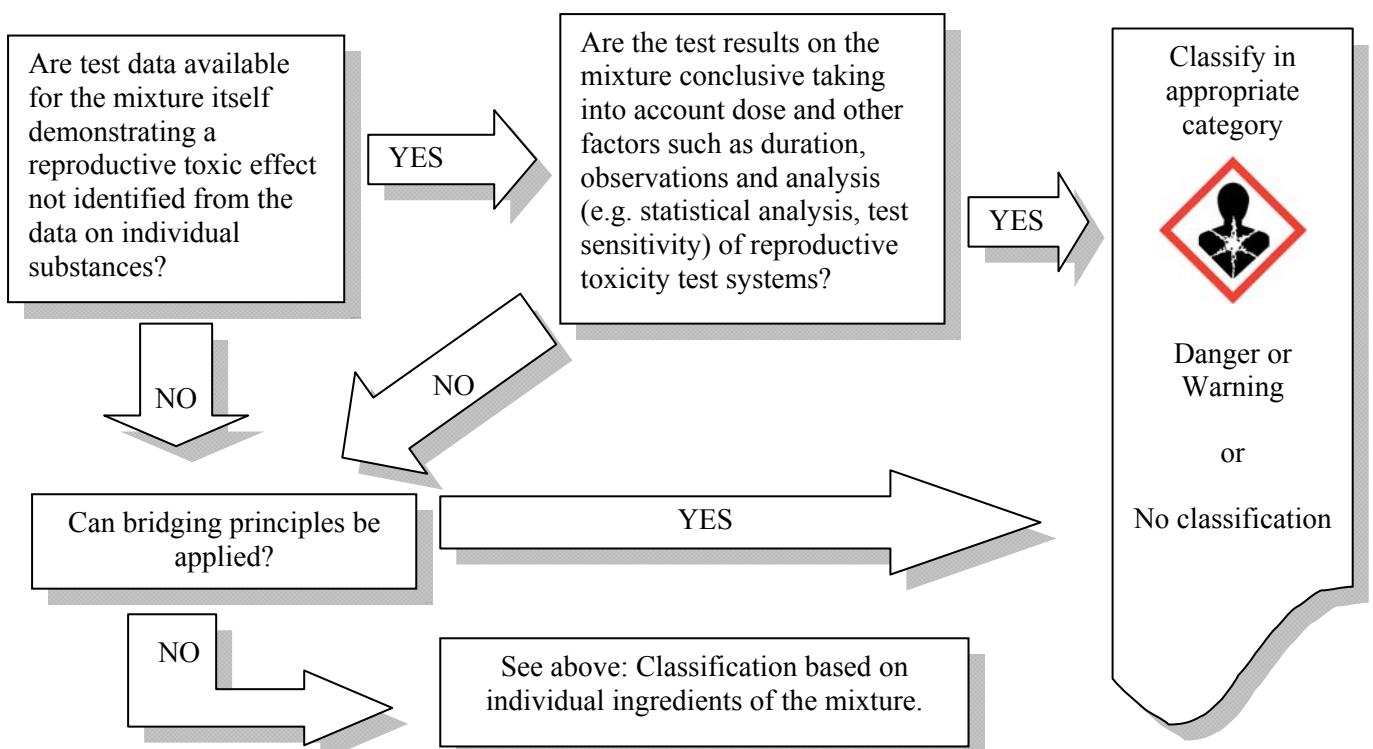 Are test data available
for the mixture itself
demonstrating a
reproductive toxic effect
not identified from the
data on individual
substances?
YES
Are the test results on the
mixture conclusive taking
into account dose and other
factors such as duration,
observations and analysis
(e.g. statistical analysis, test
sensitivity) of reproductive
toxicity test systems?
YES
Classify in
appropriate
category
Danger or
Warning
or
No classification
NO
NO
Can bridging principles be
applied?
YES
NO
See above: Classification based on
individual ingredients of the mixture.